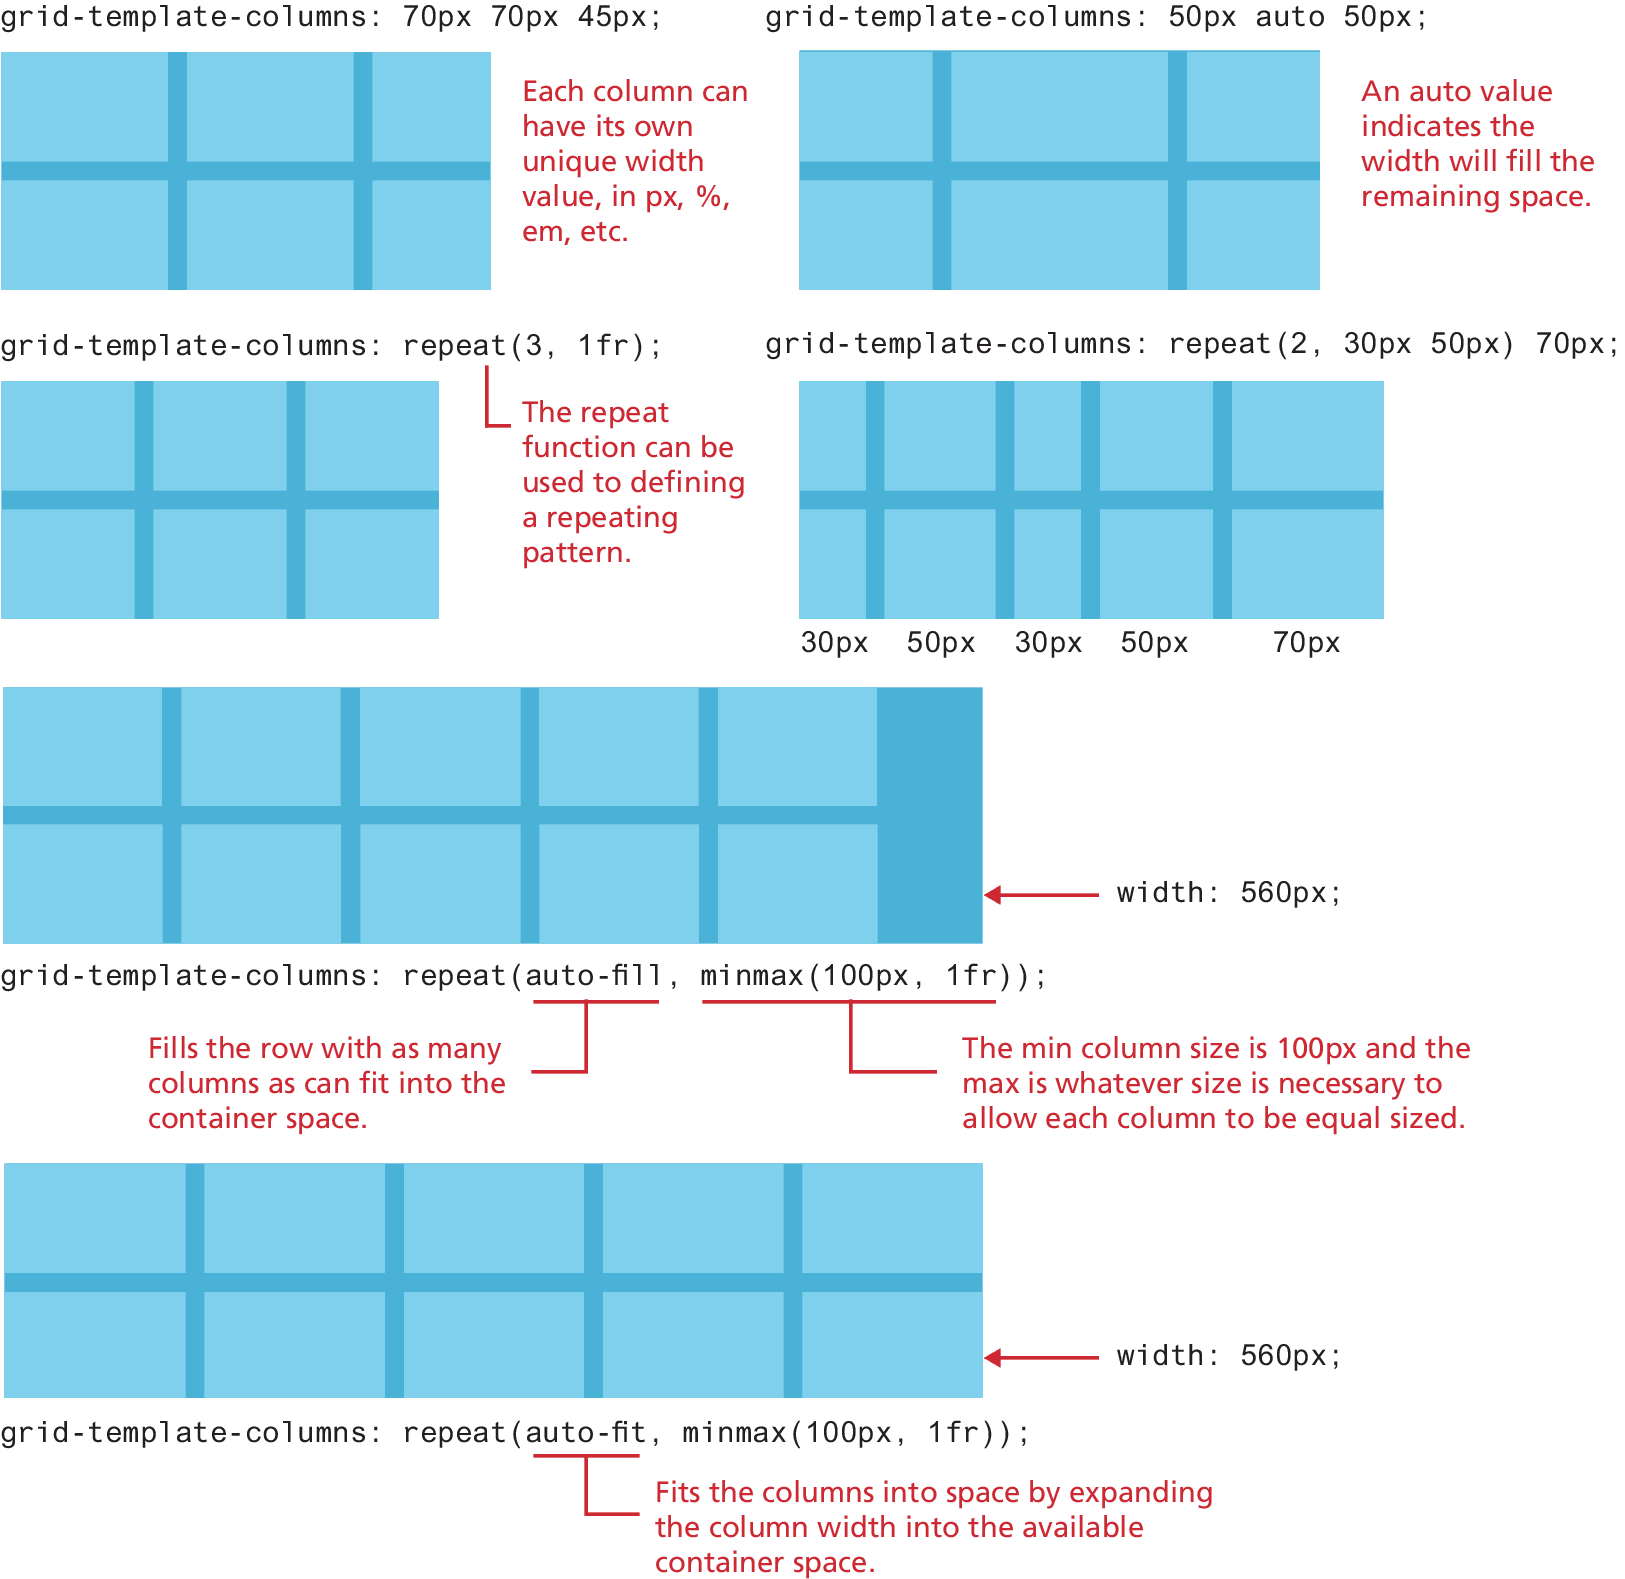 grid-template-columns: 70px 70px 45px;
Each column can
have its own
unique width
value, in px, %,
em, etc.
grid-template-columns: 50px auto 50px;
An auto value
indicates the
width will fill the
remaining space.
grid-template-columns: repeat(3, 1fr);
The repeat
function can be
used to defining
a repeating
pattern.
grid-template-columns: repeat(2, 30px 50px) 70px;
30px 50px 30px 50px 70px
width: 560px;
grid-template-columns: repeat(auto-fill, minmax(100px, 1fr));
Fills the row with as many
columns as can fit into the
container space.
The min column size is 100px and the
max is whatever size is necessary to
allow each column to be equal sized.
width: 560px;
grid-template-columns: repeat(auto-fit, minmax(100px, 1fr));
Fits the columns into space by expanding
the column width into the available
container space.